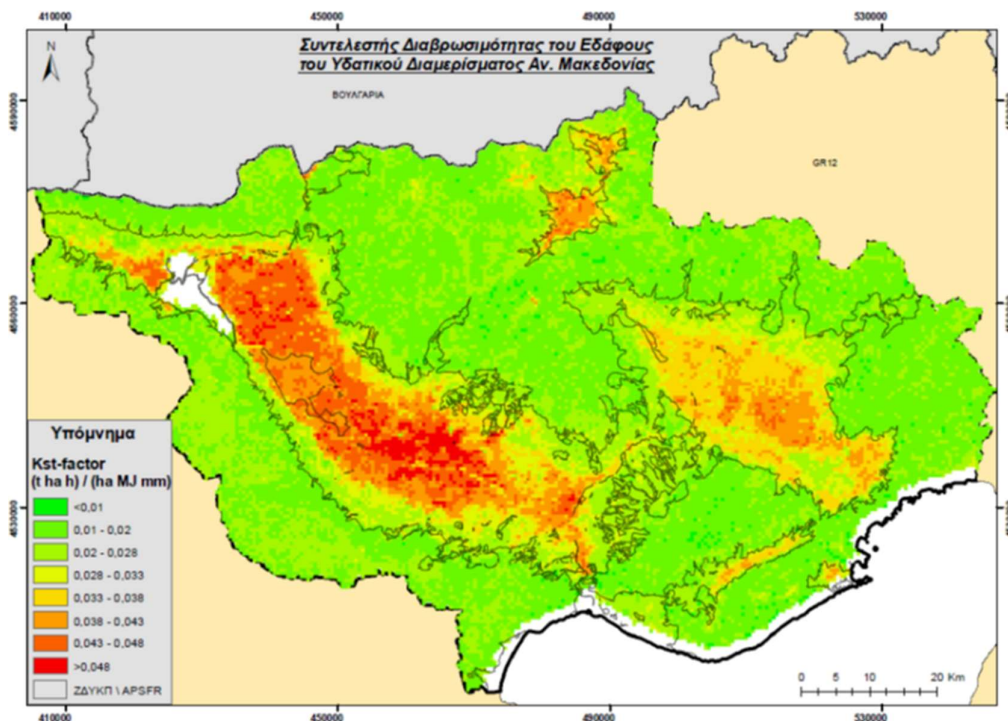 410000 450000 490000 530000
N
Συντελεστής Διαβρωσιμότητας του Εδάφους
του Υδατικού Διαμερίσματος Αν. Μακεδονίας
ΒΟΥΛΓΑΡΙΑ
GR12
4590000
4560000
4530000
Υπόμνημα
Kst-factor
(t ha h) / (ha MJ mm)
<0,01
0,01 - 0,02
0,02 - 0,028
0,028 - 0,033
0,033 - 0,038
0,038 - 0,043
0,043 - 0,048
>0,048
ΖΔΥΚΠ \ APSFR
0 5 10 20 Km
410000 450000 490000 530000